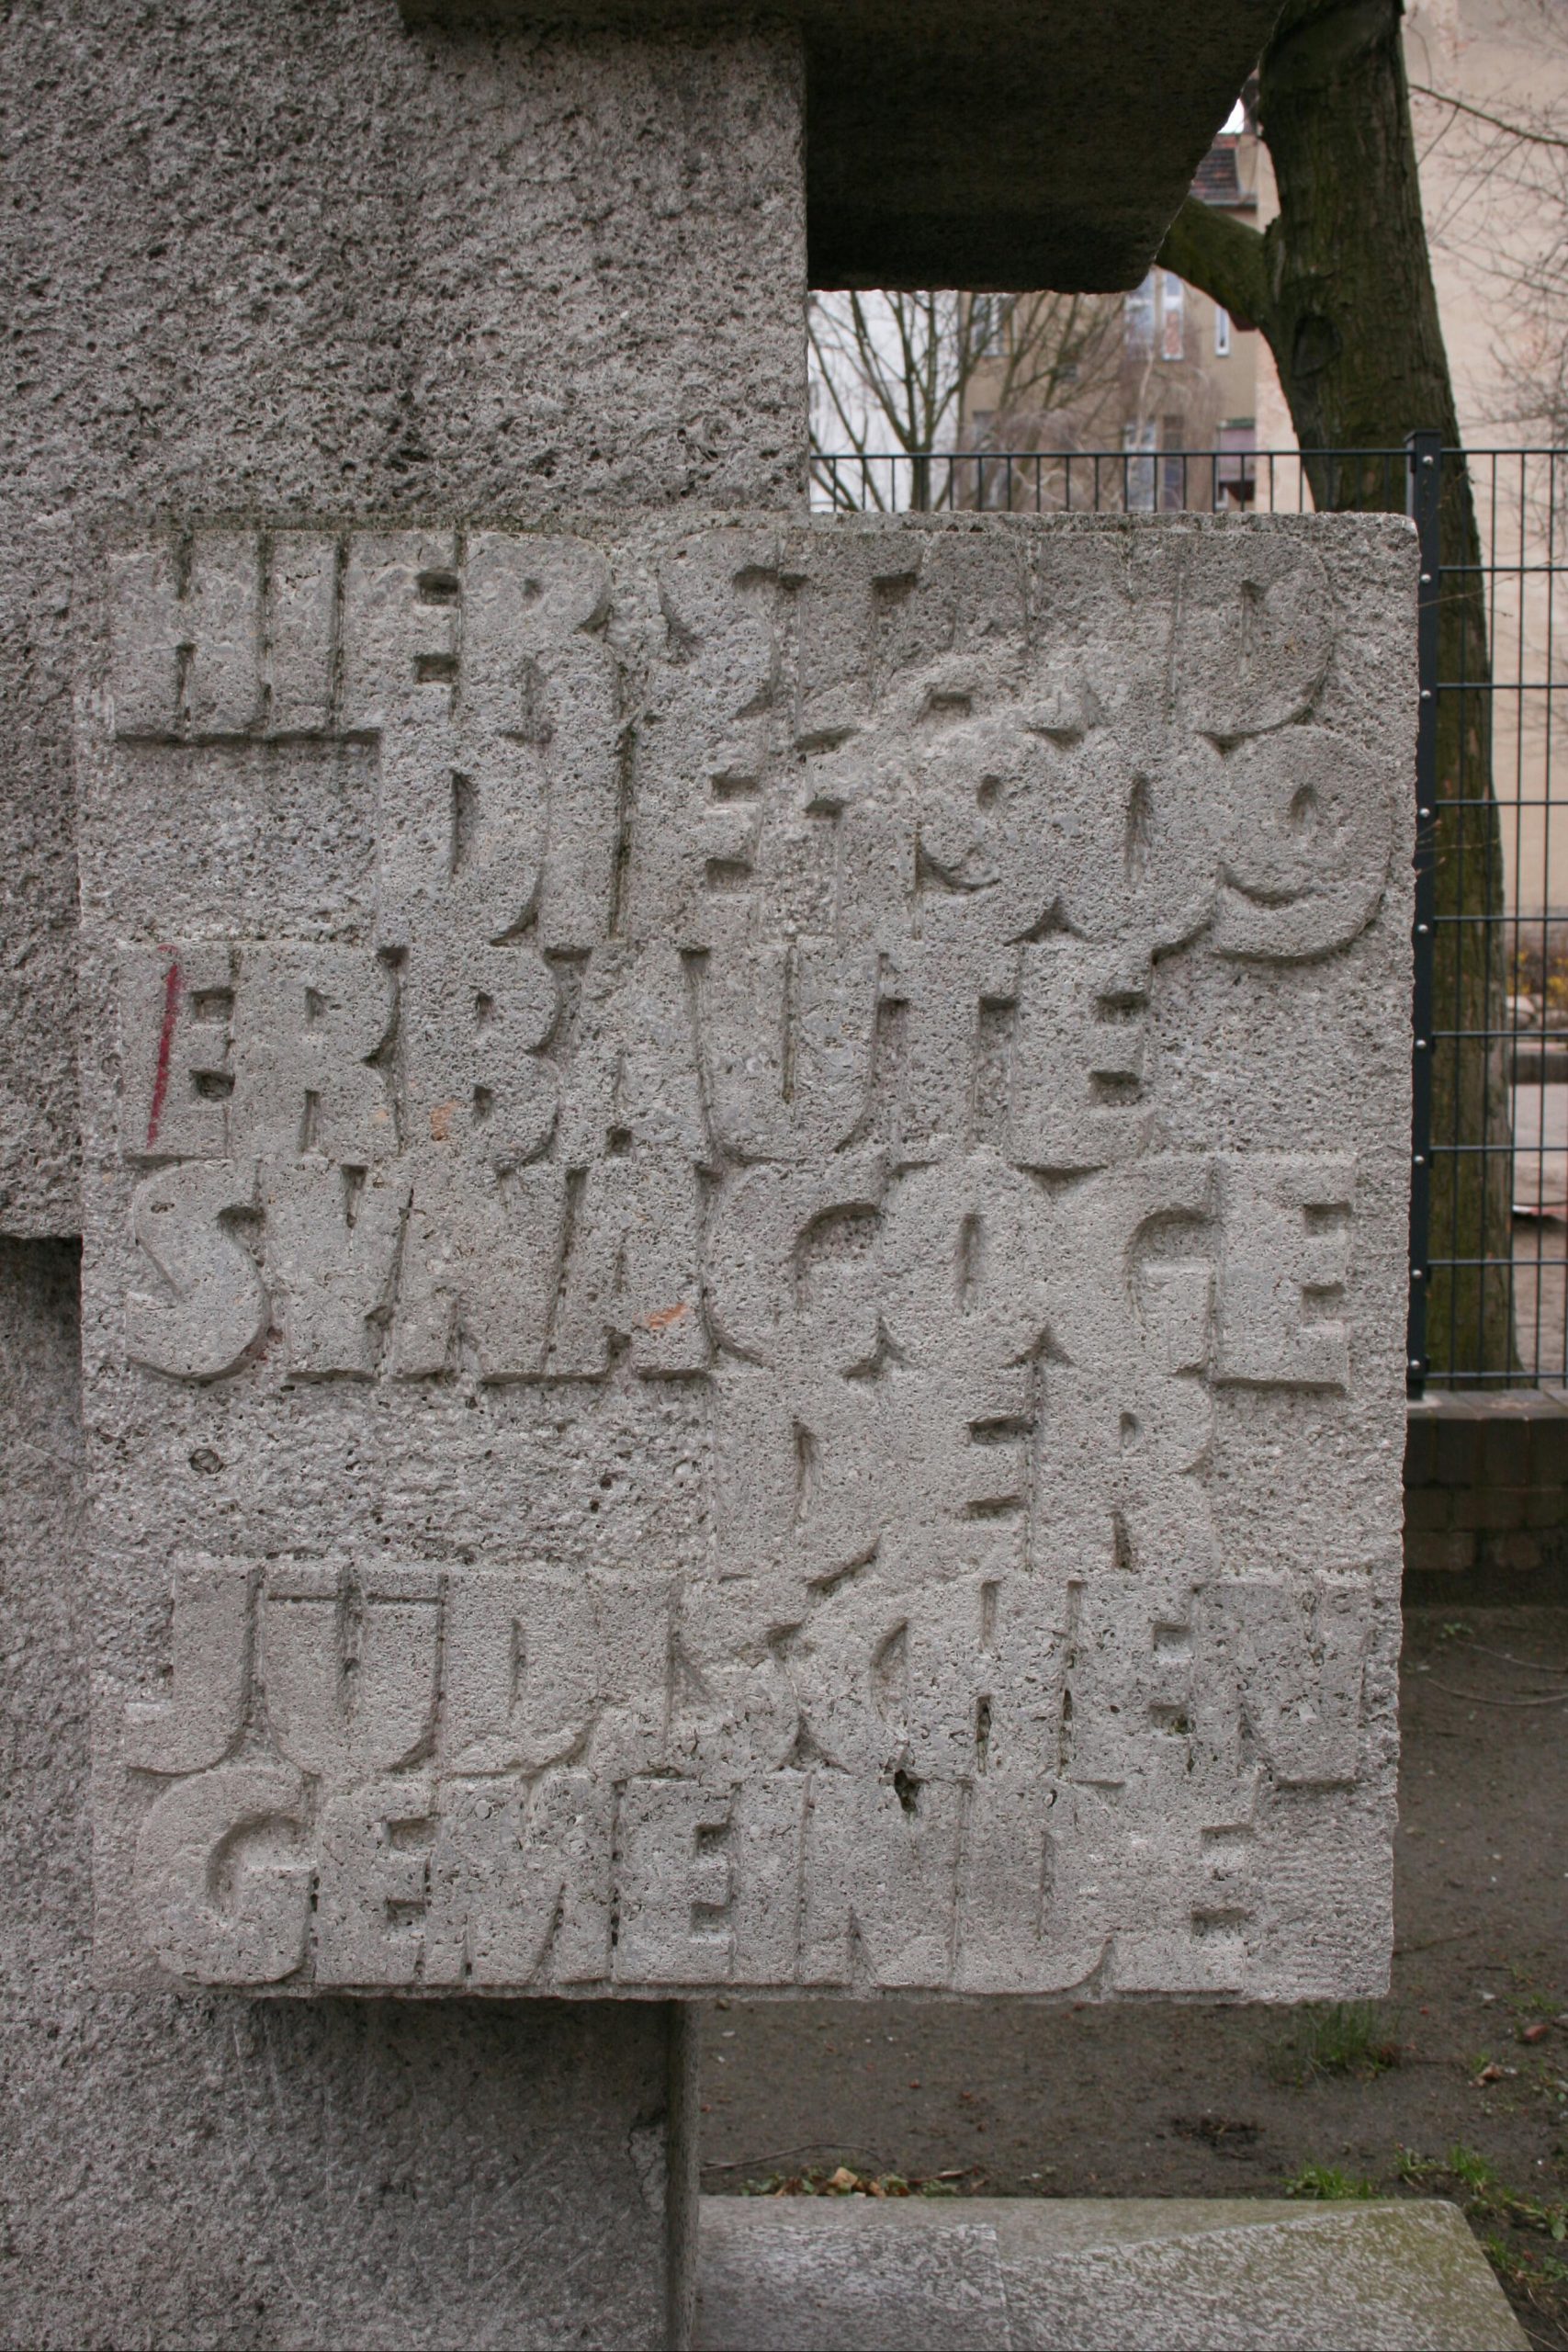 HIER STAND
DIE 1909
ERBAUTE
SYNAGOGE
DER
JÜDISCHEN
GEMEINDE